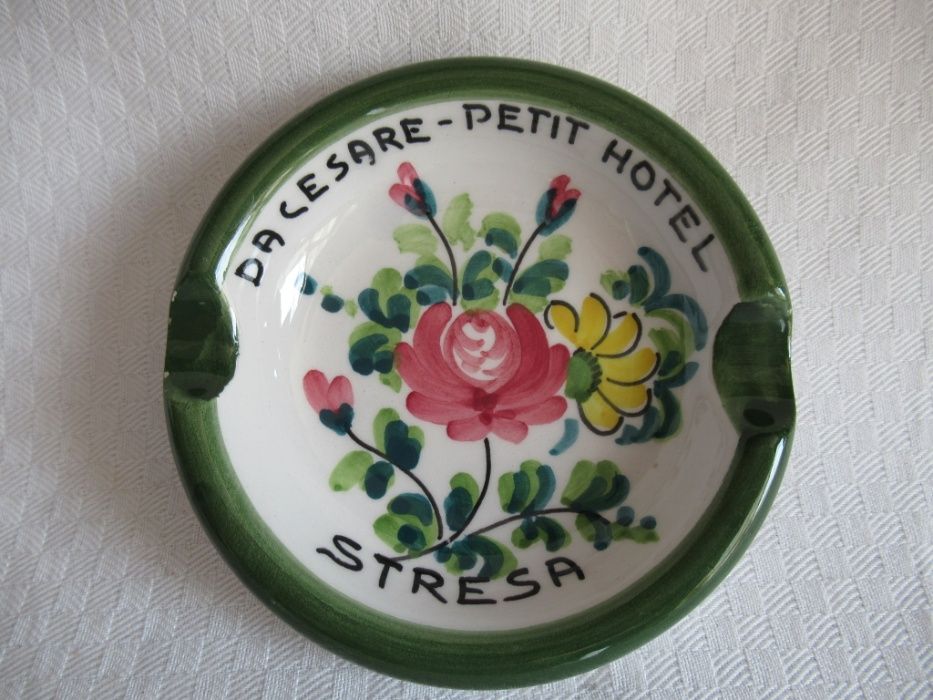 DA CESARE - PETIT HOTEL
STRESA